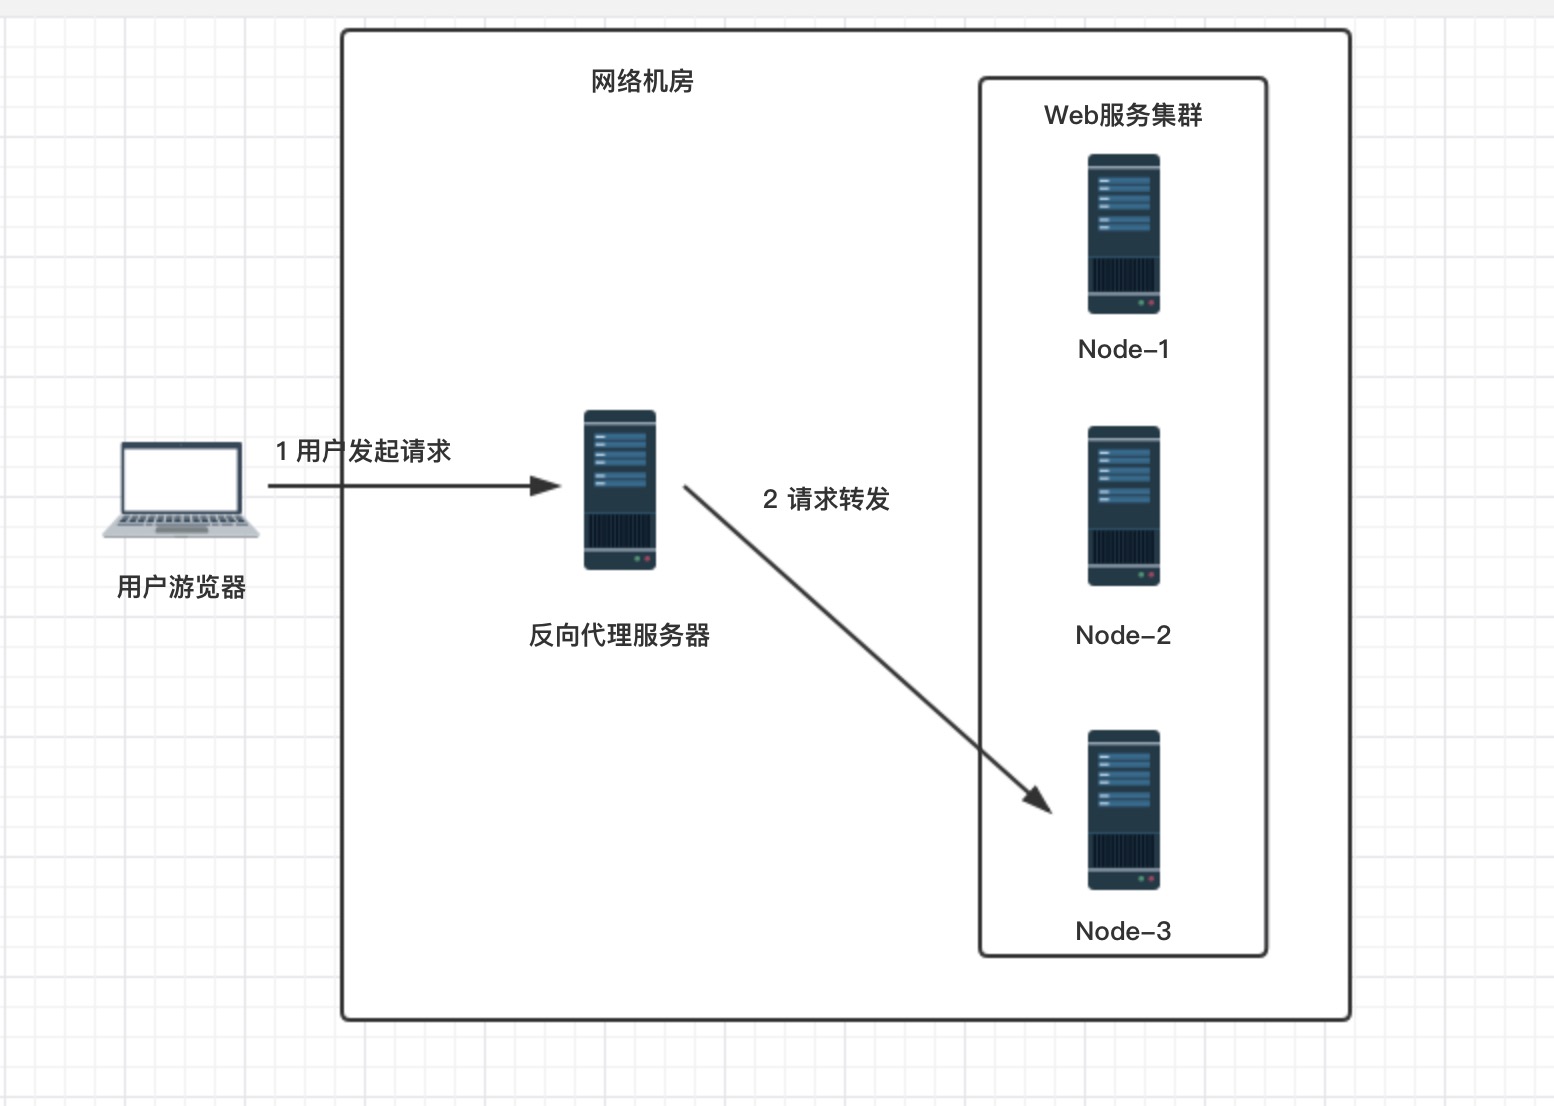 网络机房
Web服务集群
Node-1
1 用户发起请求
2 请求转发
用户游览器
反向代理服务器
Node-2
Node-3